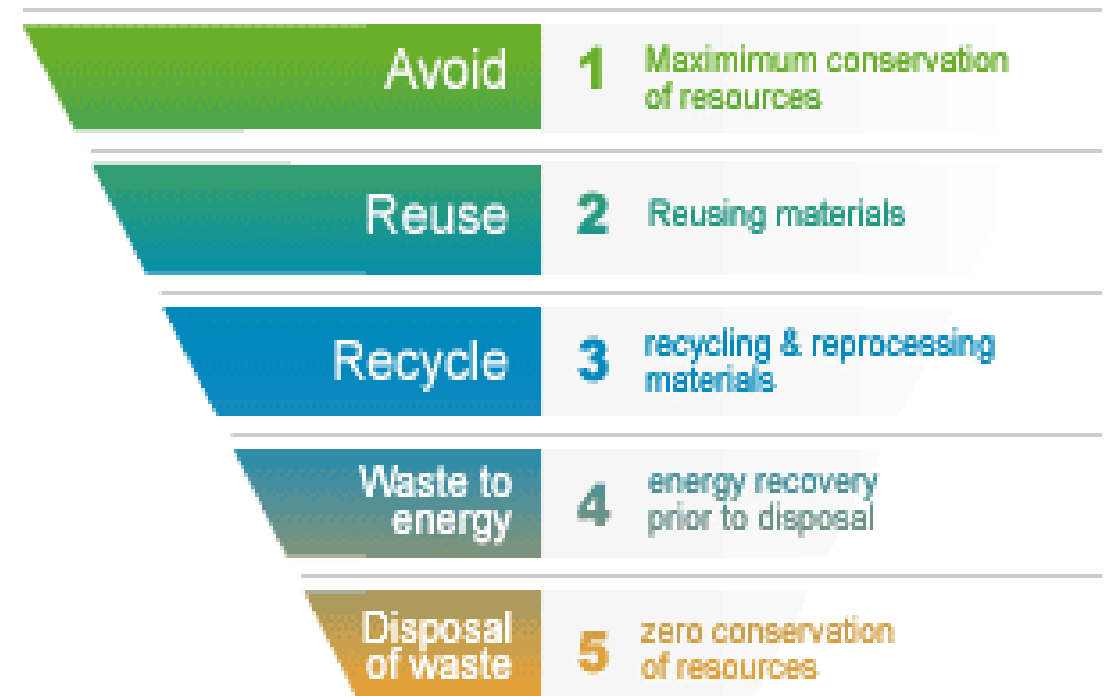 Avoid
1
Maximimum conservation
of resources
Reuse
2
Reusing materials
Recycle
3
recycling & reprocessing
materials
Waste to
energy
4
energy recovery
prior to disposal
Disposal
of waste
5
zero conservation
of resources